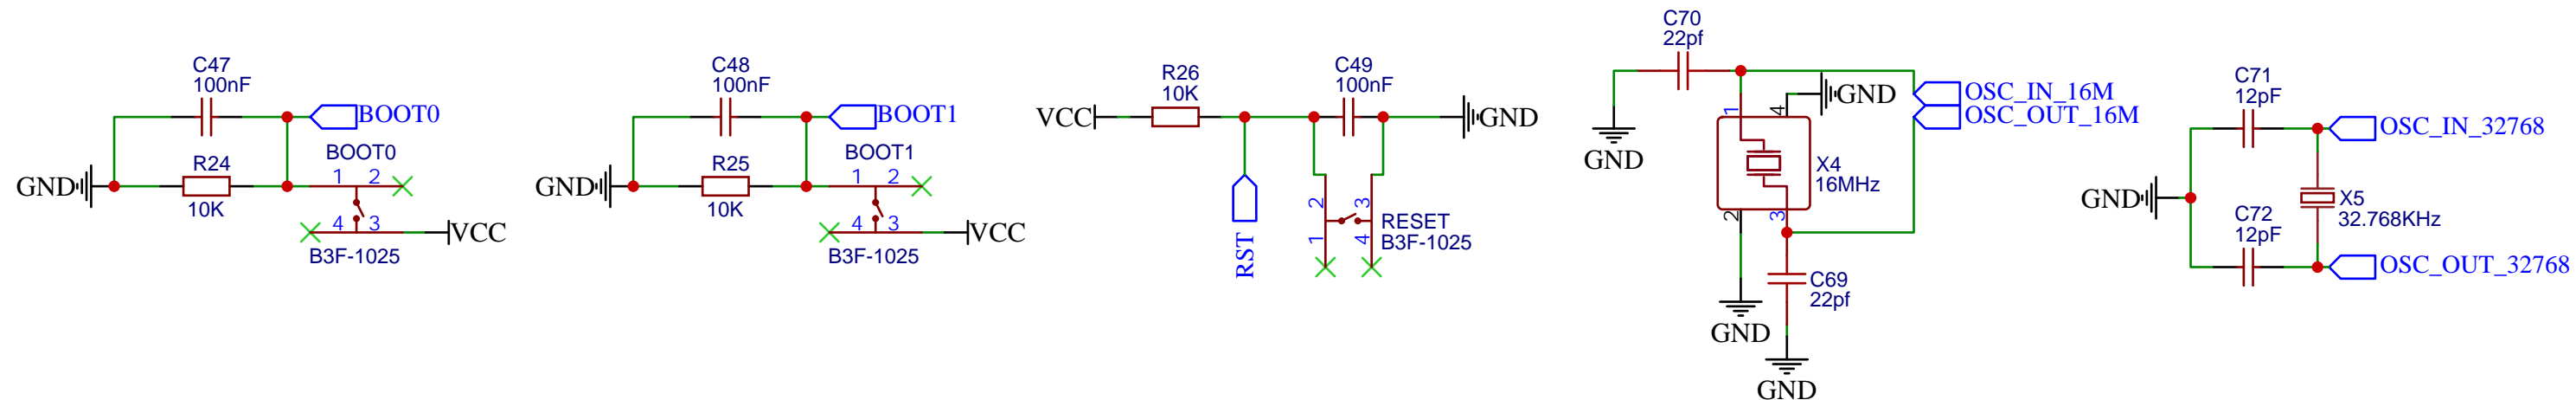 C47
100nF
BOOT0
BOOT0
R24
1 2
GND
10K
4 3
VCC
B3F-1025
C48
100nF
BOOT1
BOOT1
R25
1 2
GND
10K
4 3
VCC
B3F-1025
R26
10K
C49
100nF
VCC
GND
RST
2
3
1
4
RESET
B3F-1025
C70
22pf
GND
1
4
GND
OSC_IN_16M
OSC_OUT_16M
X4
16MHz
2
3
GND
C69
22pf
GND
C71
12pF
OSC_IN_32768
GND
X5
32.768KHz
C72
12pF
OSC_OUT_32768